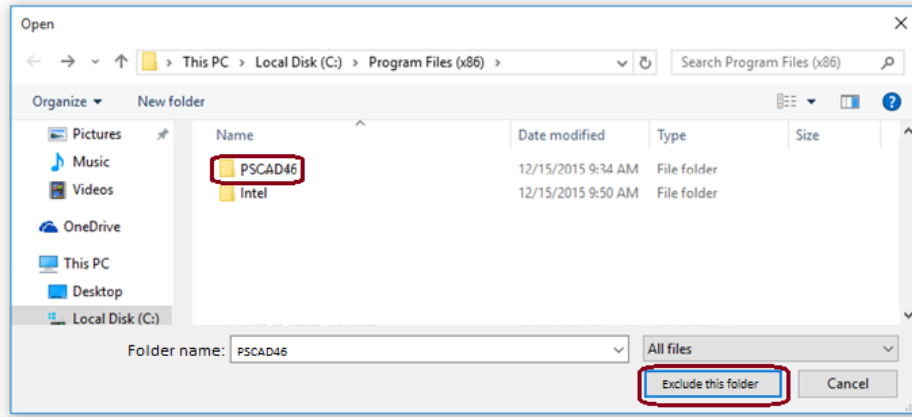 Open
This PC > Local Disk (C:) > Program Files (x86) > Search Program Files (x86)
Organize New folder
Pictures
Music
Videos
OneDrive
This PC
Desktop
Local Disk (C:)
Name Date modified Type Size
PSCAD46 12/15/2015 9:34 AM File folder
Intel 12/15/2015 9:50 AM File folder
Folder name: PSCAD46 All files
Exclude this folder Cancel